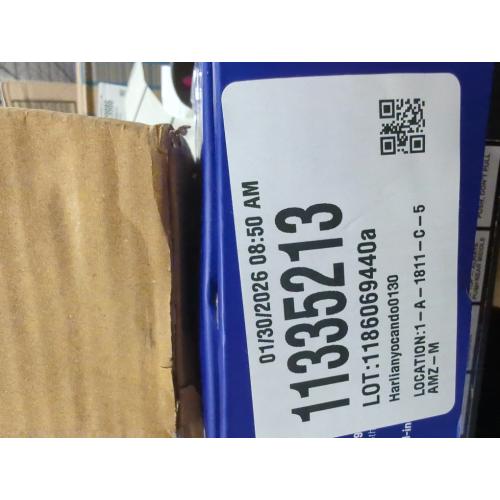 01/30/2026 08:50 AM
11335213
LOT:1186069440a
Harlianyocando0130
LOCATION:1-A-1811-C-5
AMZ-M